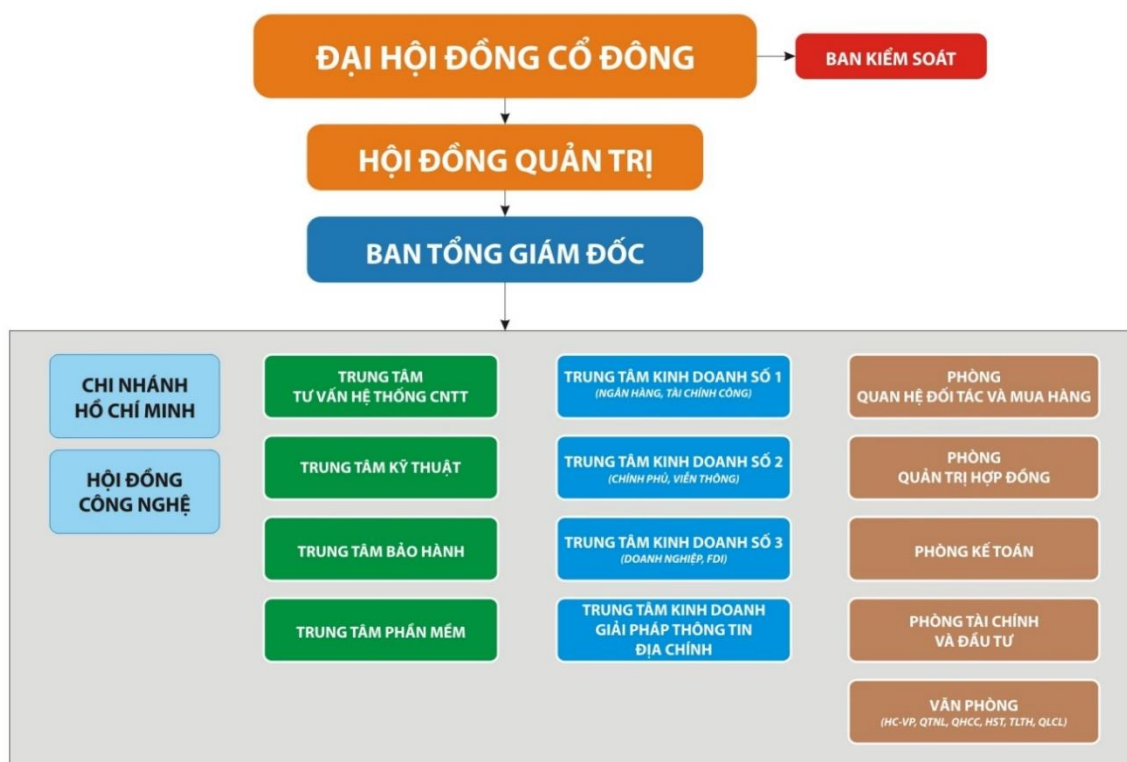 ĐẠI HỘI ĐỒNG CỔ ĐÔNG
BAN KIỂM SOÁT
HỘI ĐỒNG QUẢN TRỊ
BAN TỔNG GIÁM ĐỐC
CHI NHÁNH
HỒ CHÍ MINH
HỘI ĐỒNG
CÔNG NGHỆ
TRUNG TÂM
TƯ VẤN HỆ THỐNG CNTT
TRUNG TÂM KỸ THUẬT
TRUNG TÂM BẢO HÀNH
TRUNG TÂM PHẦN MỀM
TRUNG TÂM KINH DOANH SỐ 1
(NGÂN HÀNG, TÀI CHÍNH CÔNG)
TRUNG TÂM KINH DOANH SỐ 2
(CHÍNH PHỦ, VIỄN THÔNG)
TRUNG TÂM KINH DOANH SỐ 3
(DOANH NGHIỆP, FDI)
TRUNG TÂM KINH DOANH
GIẢI PHÁP THÔNG TIN
ĐỊA CHÍNH
PHÒNG
QUAN HỆ ĐỐI TÁC VÀ MUA HÀNG
PHÒNG
QUẢN TRỊ HỢP ĐỒNG
PHÒNG KẾ TOÁN
PHÒNG TÀI CHÍNH
VÀ ĐẦU TƯ
VĂN PHÒNG
(HC-VP, QTNL, QHCC, HST, TLTH, QLCL)